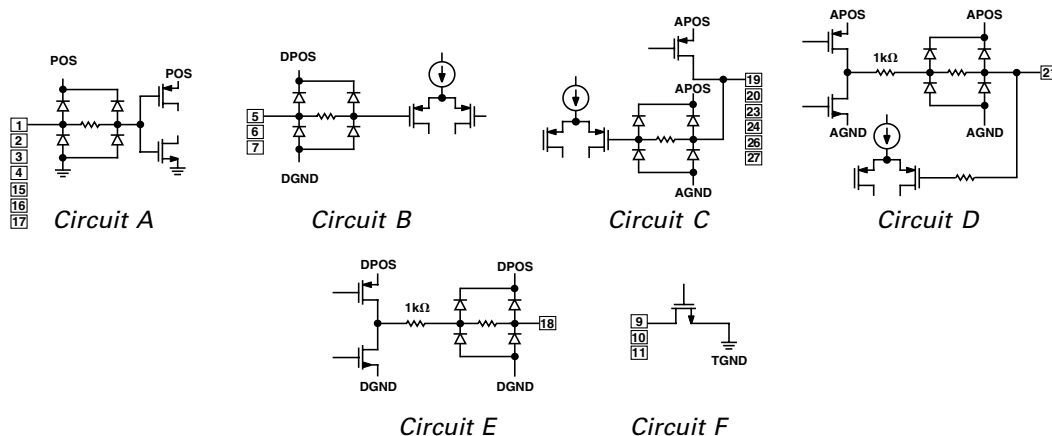 POS
POS
1
2
3
4
15
16
17
Circuit A
DPOS
5
6
7
DGND
Circuit B
APOS
APOS
19
20
23
24
26
27
AGND
Circuit C
APOS
APOS
1kΩ
21
AGND
AGND
Circuit D
DPOS
DPOS
1kΩ
18
DGND
DGND
Circuit E
9
10
11
TGND
Circuit F